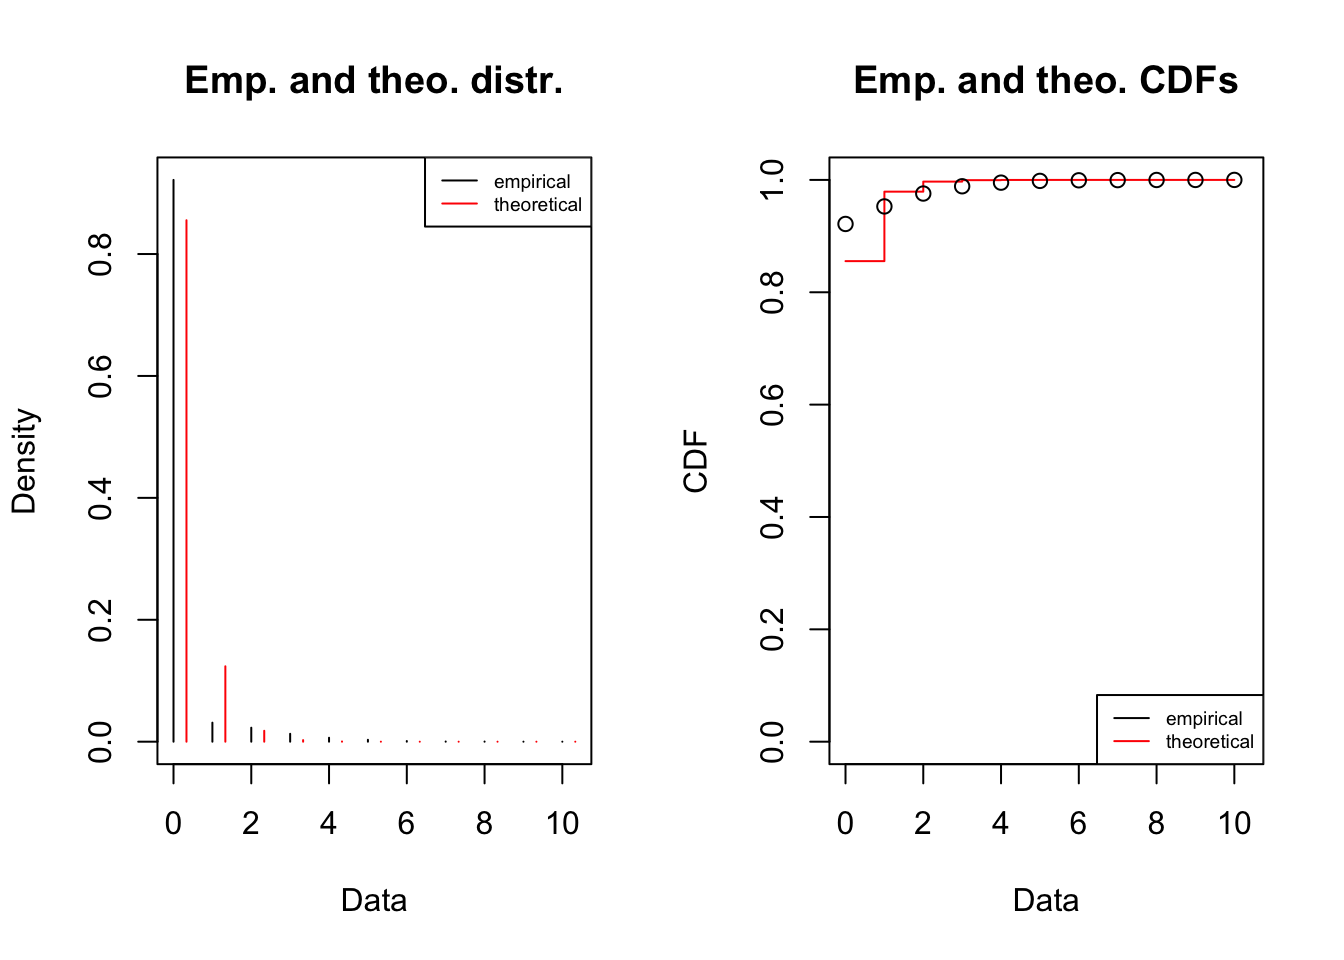 Emp. and theo. distr.
empirical
theoretical
Density
0.0
0.2
0.4
0.6
0.8
0
2
4
6
8
10
Data
Emp. and theo. CDFs
CDF
0.0
0.2
0.4
0.6
0.8
1.0
empirical
theoretical
0
2
4
6
8
10
Data